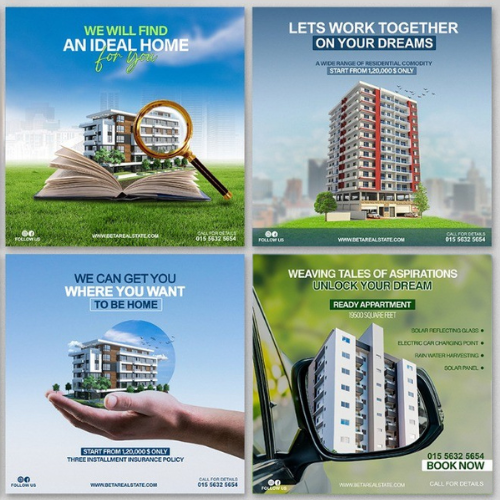 WE WILL FIND
AN IDEAL HOME
for you
FOLLOW US
WWW.BETAREALSTATE.COM
CALL FOR DETAILS
015 5632 5654
LETS WORK TOGETHER
ON YOUR DREAMS
A WIDE RANGE OF RESIDENTIAL COMODITY
START FROM 1,20,000 $ ONLY
FOLLOW US
WWW.BETAREALSTATE.COM
CALL FOR DETAILS
015 5632 5654
WE CAN GET YOU
WHERE YOU WANT
TO BE HOME
START FROM 1,20,000 $ ONLY
THREE INSTALLMENT INSURANCE POLICY
FOLLOW US
WWW.BETAREALSTATE.COM
CALL FOR DETAILS
015 5632 5654
WEAVING TALES OF ASPIRATIONS
UNLOCK YOUR DREAM
READY APPARTMENT
19500 SQUARE FEET
SOLAR REFLECTING GLASS
ELECTRIC CAR CHARGING POINT
RAIN WATER HARVESTING
SOLAR PANEL
015 5632 5654
BOOK NOW
FOLLOW US
WWW.BETAREALSTATE.COM
CALL FOR DETAILS